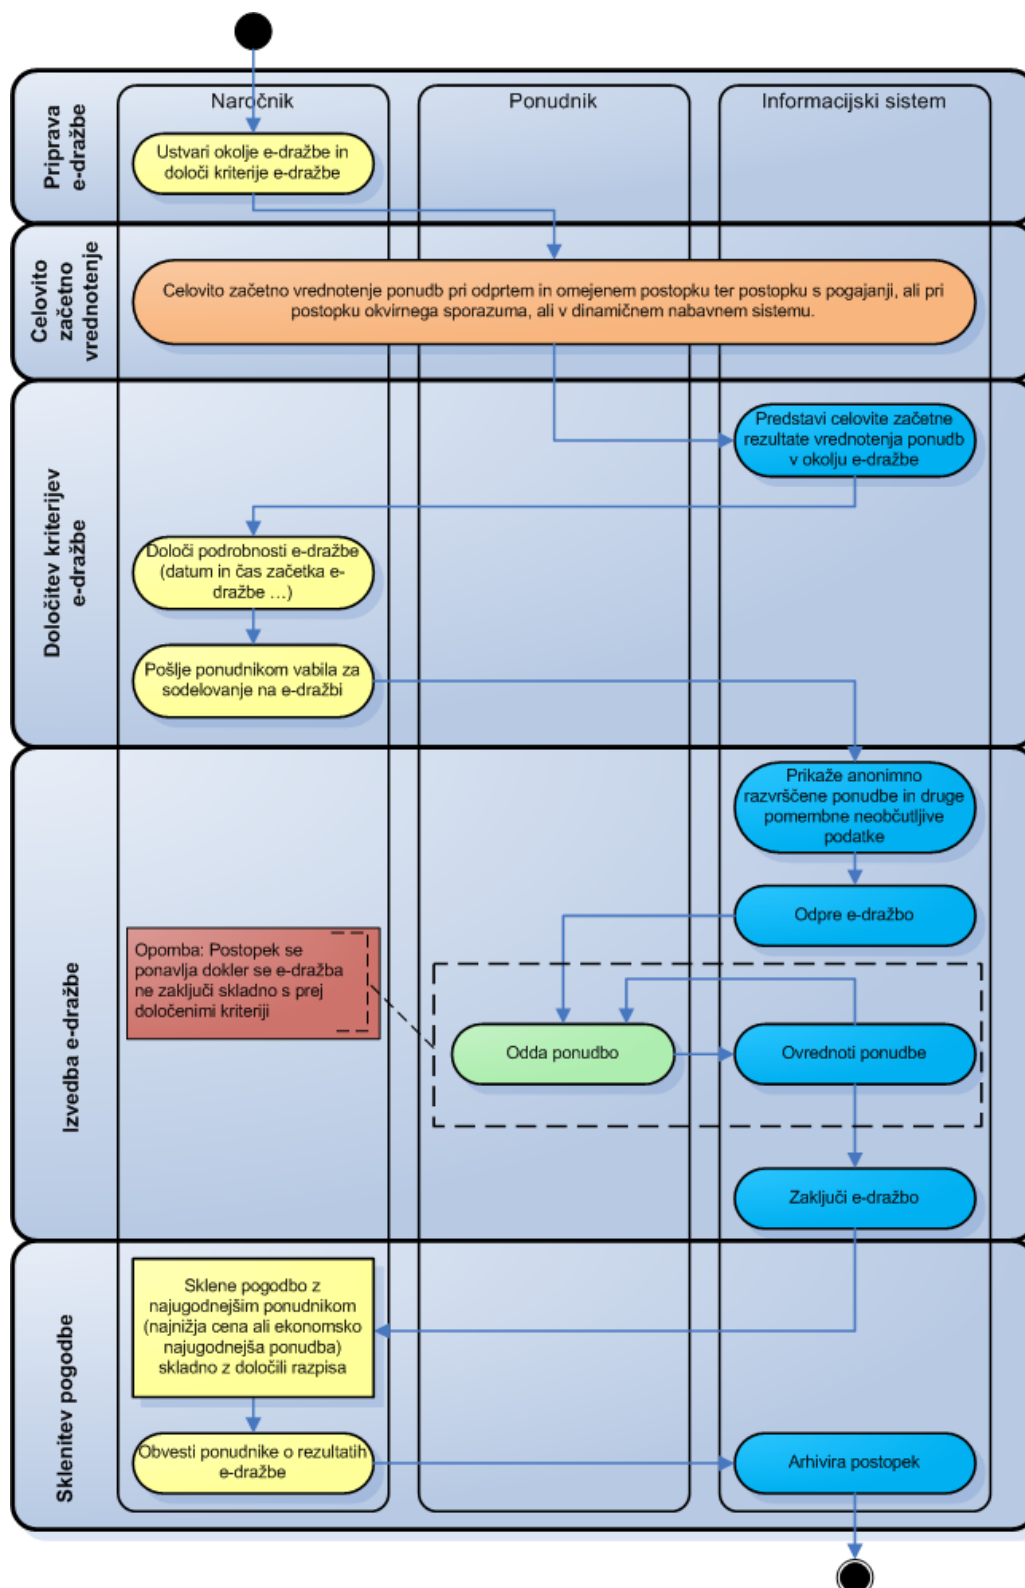 Naročnik
Ponudnik
Informacijski sistem
Priprava
e-dražbe
Ustvari okolje e-dražbe in
določi kriterije e-dražbe
Celovito
začetno
vrednotenje
Celovito začetno vrednotenje ponudb pri odprtem in omejenem postopku ter postopku s pogajanji, ali pri
postopku okvirnega sporazuma, ali v dinamičnem nabavnem sistemu.
Določitev kriterijev
e-dražbe
Predstavi celovite začetne
rezultate vrednotenja ponudb
v okolju e-dražbe
Določi podrobnosti e-dražbe
(datum in čas začetka e-
dražbe ...)
Pošlje ponudnikom vabila za
sodelovanje na e-dražbi
Izvedba e-dražbe
Prikaže anonimno
razvrščene ponudbe in druge
pomembne neobčutljive
podatke
Odpre e-dražbo
Opomba: Postopek se
ponavlja dokler se e-dražba
ne zaključi skladno s prej
določenimi kriteriji
Odda ponudbo
Ovrednoti ponudbe
Zaključi e-dražbo
Sklenitev pogodbe
Sklene pogodbo z
najugodnejšim ponudnikom
(najnižja cena ali ekonomsko
najugodnejša ponudba)
skladno z določili razpisa
Obvesti ponudnike o rezultatih
e-dražbe
Arhivira postopek